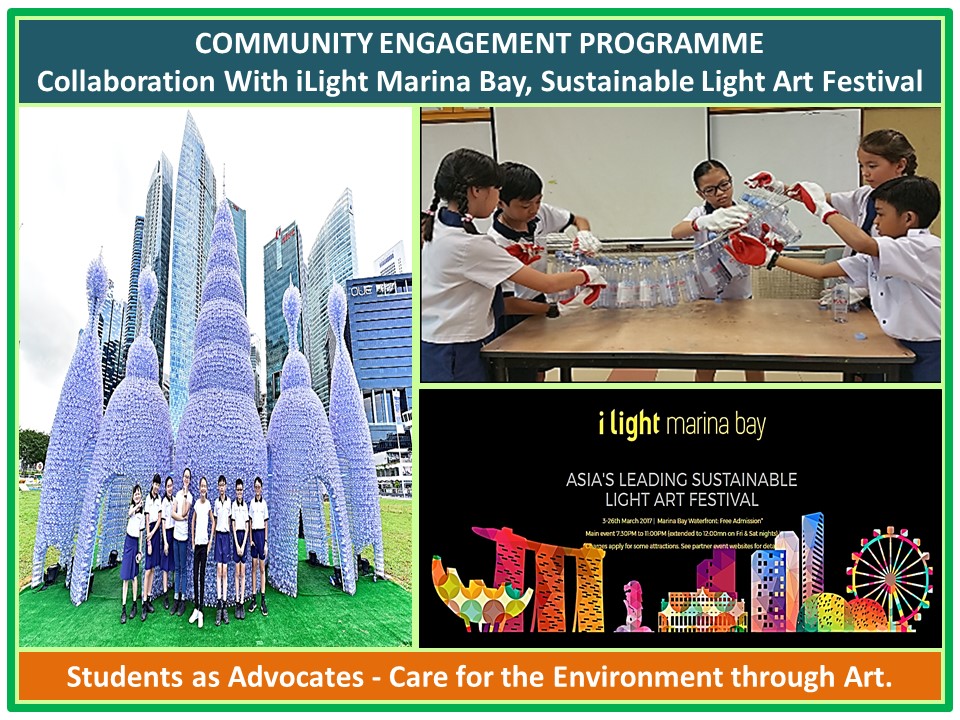 COMMUNITY ENGAGEMENT PROGRAMME
Collaboration With iLight Marina Bay, Sustainable Light Art Festival
OUE
i light marina bay
ASIA'S LEADING SUSTAINABLE
LIGHT ART FESTIVAL
3-26th March 2017 | Marina Bay Waterfront: Free Admission*
Main event 7.30PM to 11:00PM (extended to 12.00mn on Fri & Sat nights)
apply for some attractions. See partner event websites for
Students as Advocates - Care for the Environment through Art.